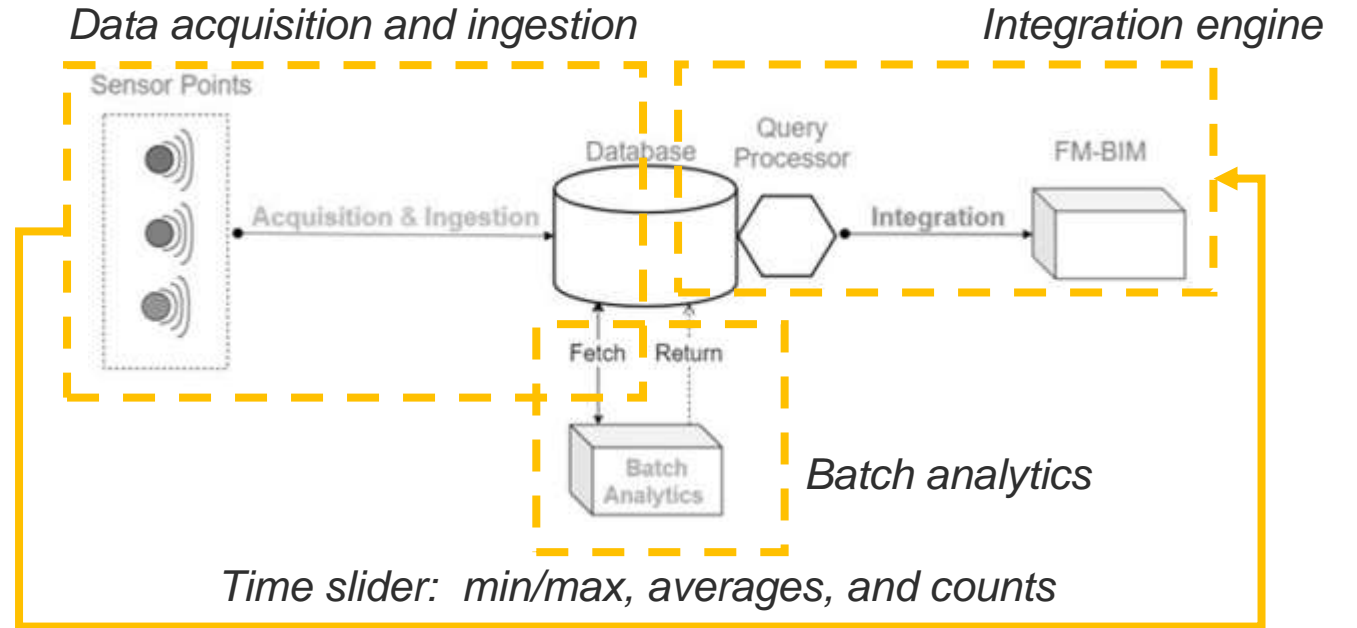 Data acquisition and ingestion
Integration engine
Sensor Points
Database
Query
Processor
FM-BIM
Acquisition & Ingestion
Integration
Fetch
Return
Batch
Analytics
Batch analytics
Time slider: min/max, averages, and counts